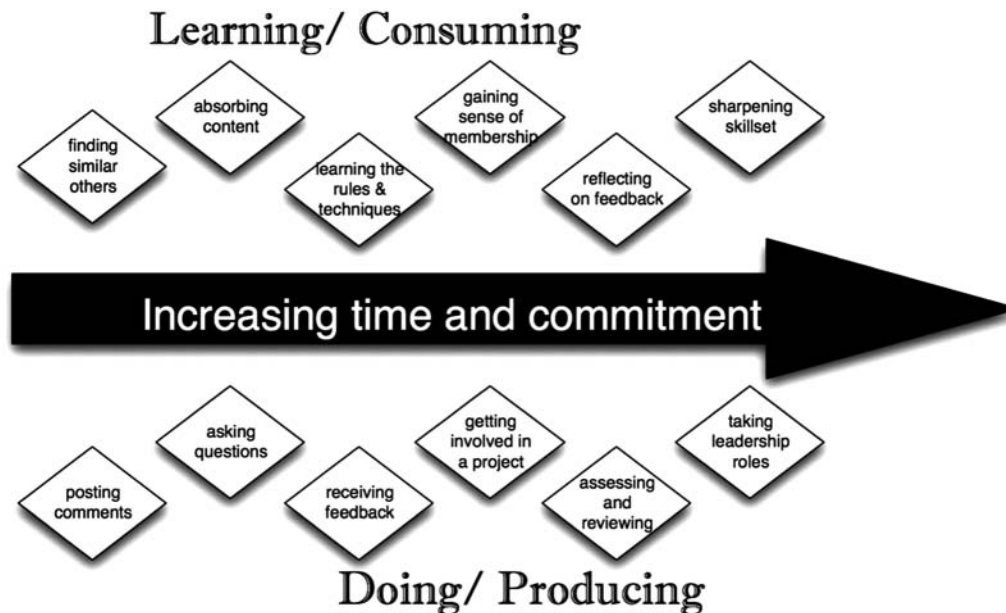 Learning/ Consuming
finding
similar
others
absorbing
content
learning the
rules &
techniques
gaining
sense of
membership
reflecting
on feedback
sharpening
skillset
Increasing time and commitment
posting
comments
asking
questions
receiving
feedback
getting
involved in
a project
assessing
and
reviewing
taking
leadership
roles
Doing/ Producing